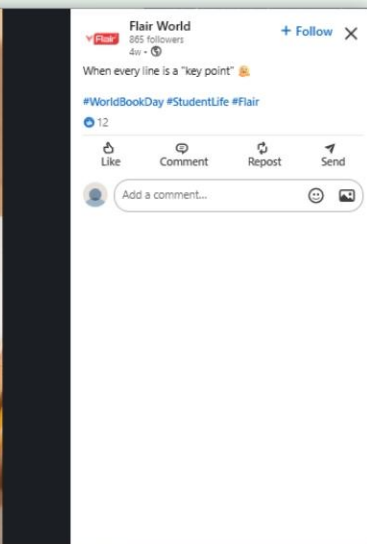 Flair World
+ Follow
Flair
865 followers
4w •
When every line is a "key point"
#WorldBookDay #StudentLife #Flair
12
Like Comment Repost Send
Add a comment...